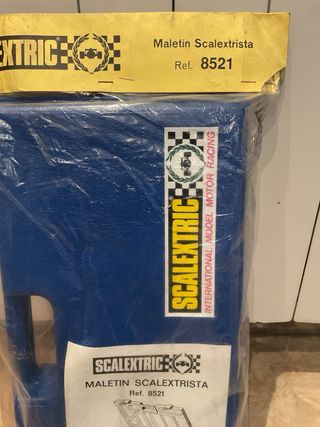 EXTRIC
Maletín Scalextrista
Ref. 8521
SCALEXTRIC
INTERNATIONAL MODEL MOTOR RACING
SCALEXTRIC
MALETIN SCALEXTRISTA
Ref. 8521